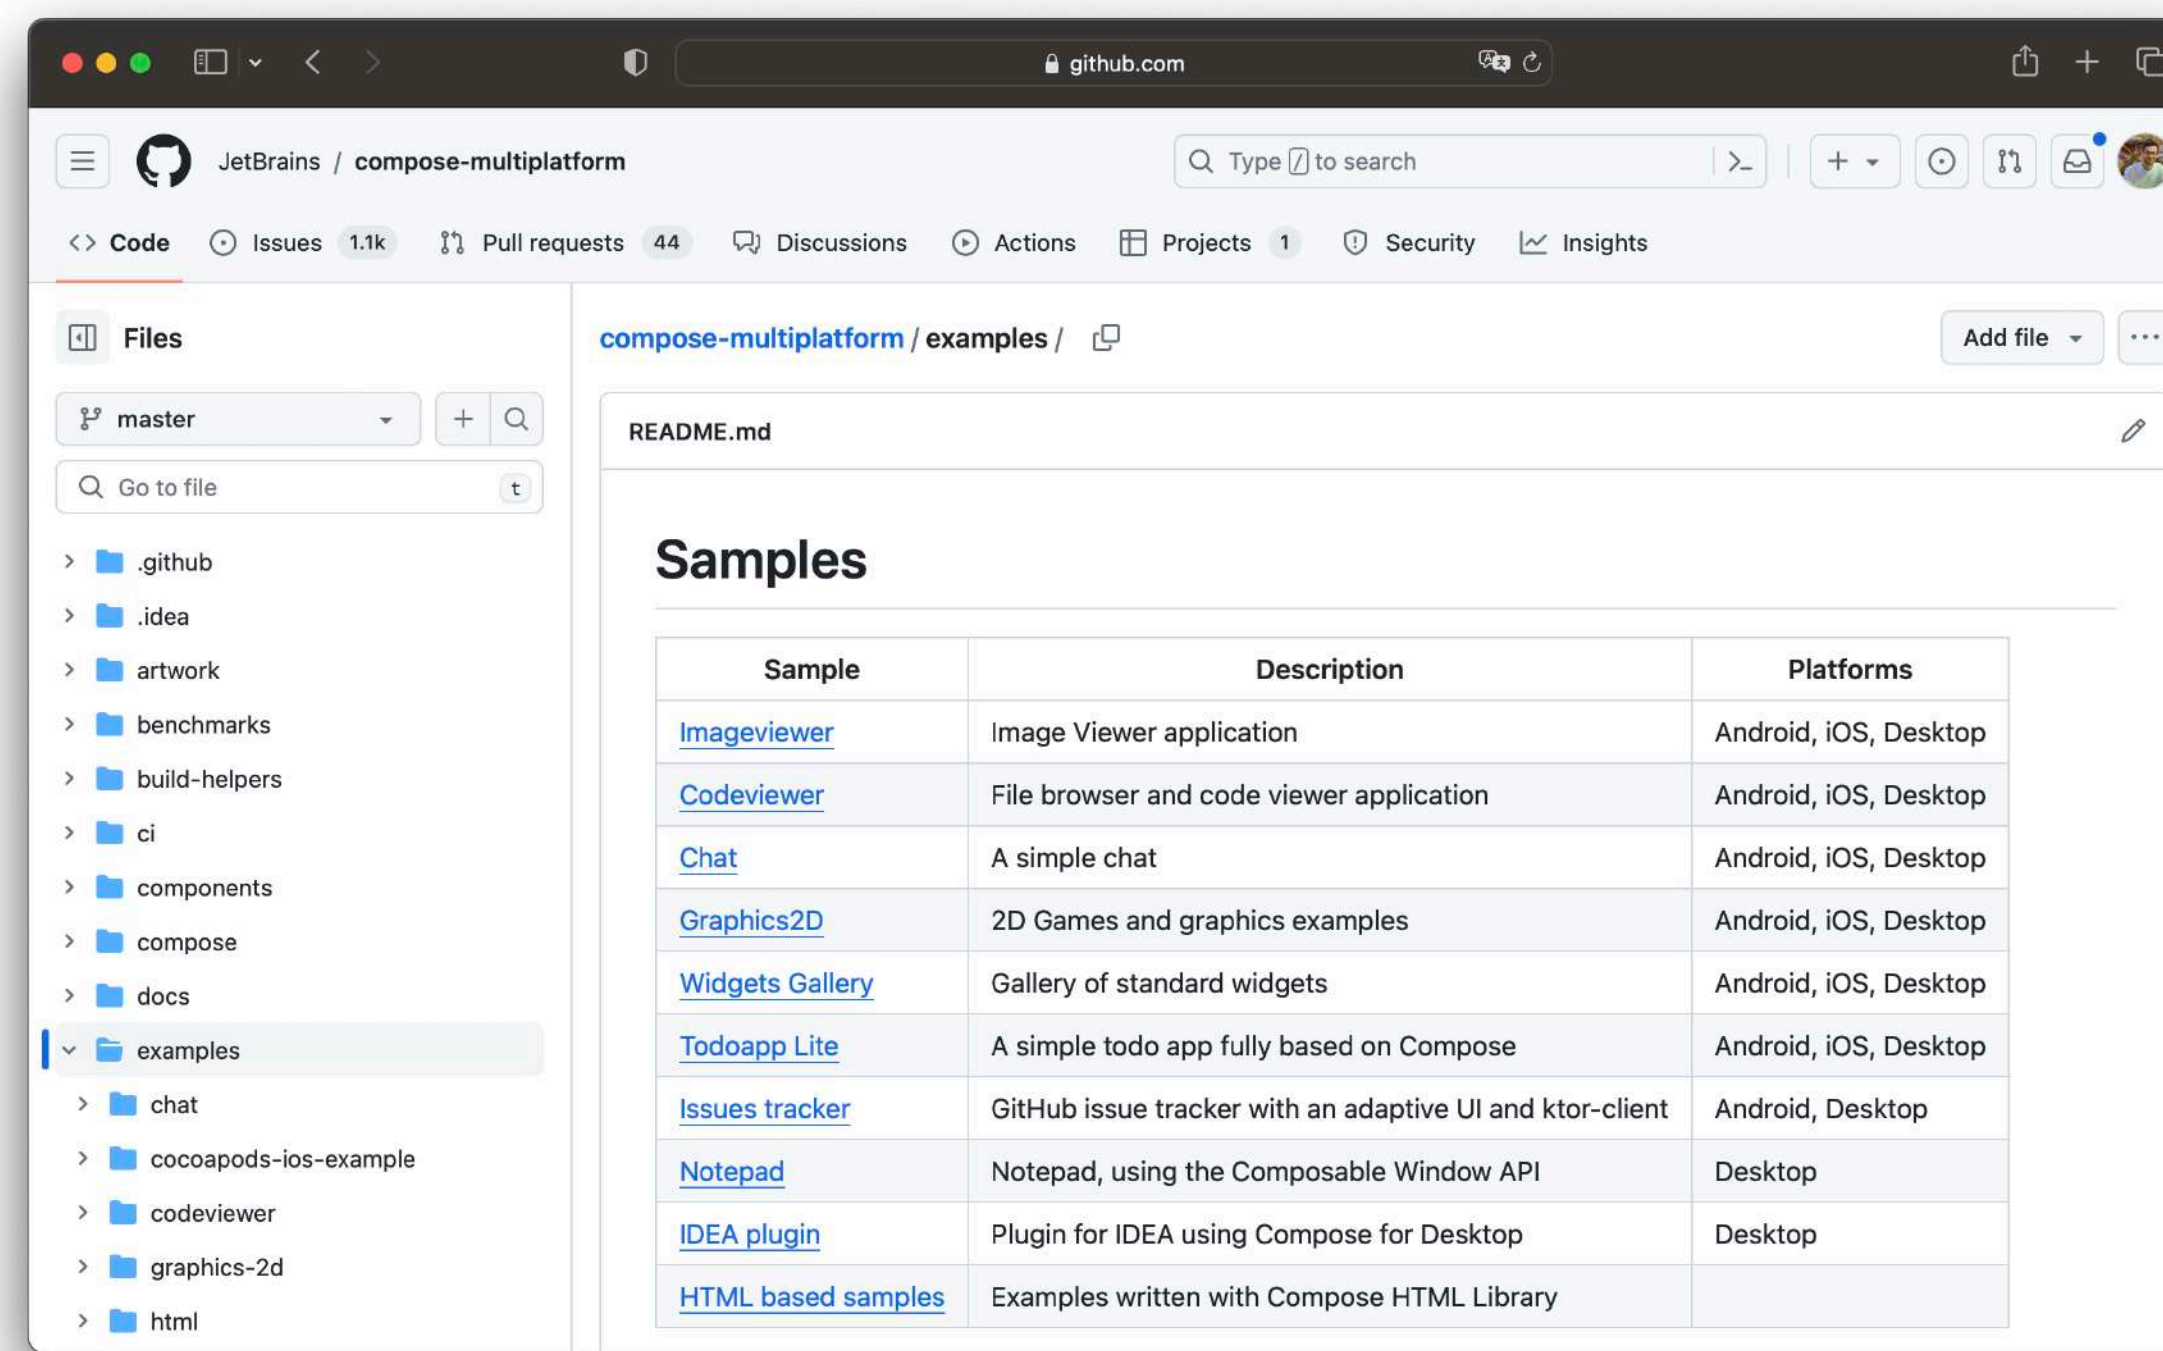 github.com
JetBrains / compose-multiplatform
Type / to search
Code Issues 1.1k Pull requests 44 Discussions Actions Projects 1 Security Insights
Files
master
Go to file t
.github
.idea
artwork
benchmarks
build-helpers
ci
components
compose
docs
examples
chat
cocoapods-ios-example
codeviewer
graphics-2d
html
compose-multiplatform / examples /
Add file
README.md
Samples
Sample Description Platforms
Imageviewer Image Viewer application Android, iOS, Desktop
Codeviewer File browser and code viewer application Android, iOS, Desktop
Chat A simple chat Android, iOS, Desktop
Graphics2D 2D Games and graphics examples Android, iOS, Desktop
Widgets Gallery Gallery of standard widgets Android, iOS, Desktop
Todoapp Lite A simple todo app fully based on Compose Android, iOS, Desktop
Issues tracker GitHub issue tracker with an adaptive UI and ktor-client Android, Desktop
Notepad Notepad, using the Composable Window API Desktop
IDEA plugin Plugin for IDEA using Compose for Desktop Desktop
HTML based samples Examples written with Compose HTML Library